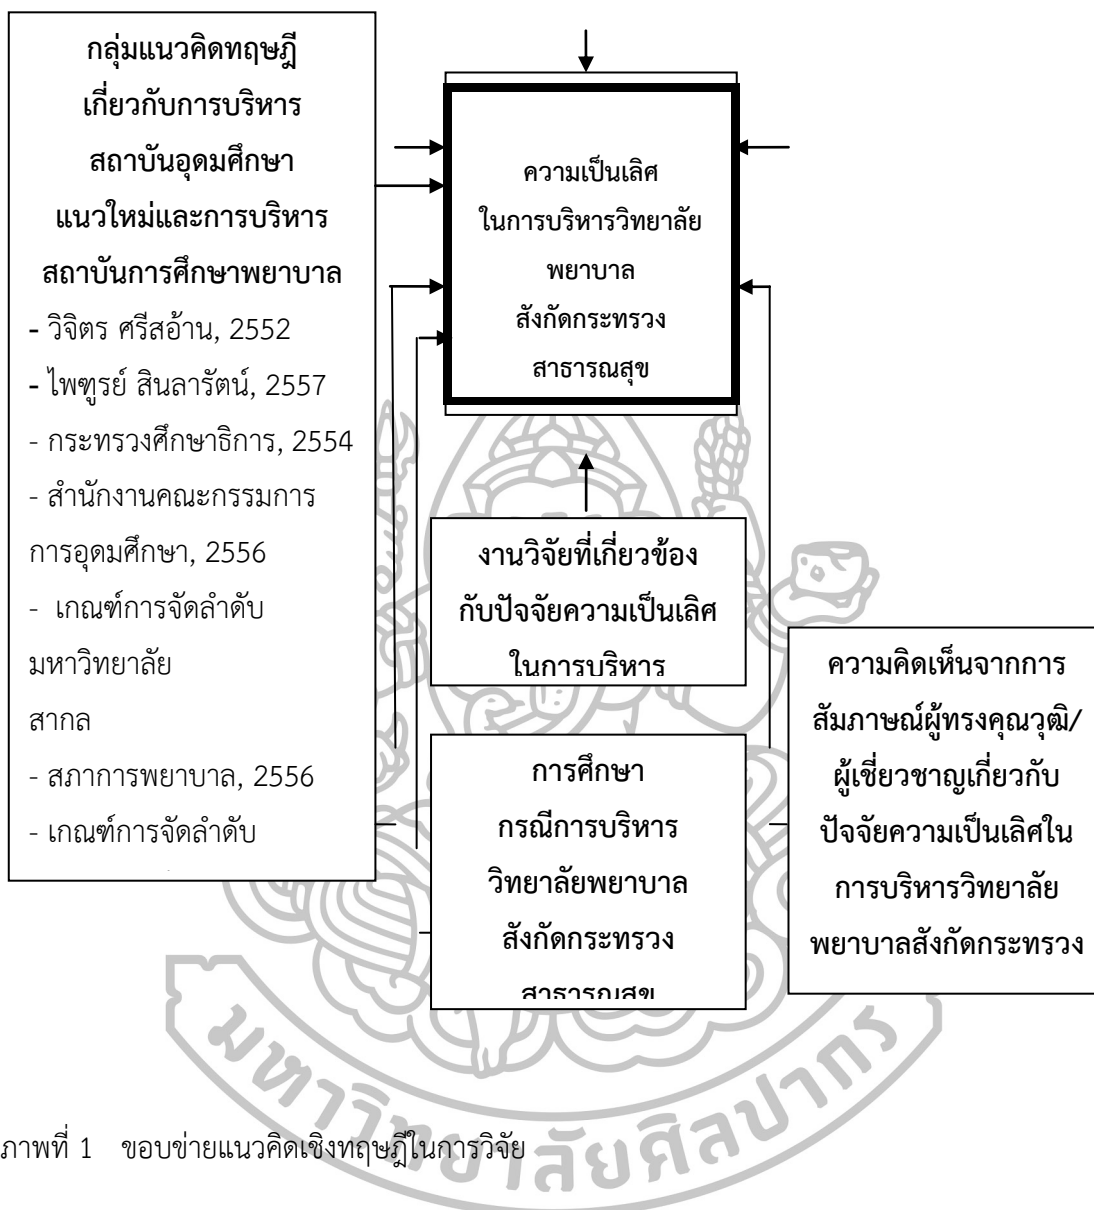 กลุ่มแนวคิดทฤษฎี
เกี่ยวกับการบริหาร
สถาบันอุดมศึกษา
แนวใหม่และการบริหาร
สถาบันการศึกษาพยาบาล
- วิจิตร ศรีสอ้าน, 2552
- ไพฑูรย์ สินลารัตน์, 2557
- กระทรวงศึกษาธิการ, 2554
- สำนักงานคณะกรรมการ
การอุดมศึกษา, 2556
- เกณฑ์การจัดลำดับ
มหาวิทยาลัย
สากล
- สภาการพยาบาล, 2556
- เกณฑ์การจัดลำดับ
ความเป็นเลิศ
ในการบริหารวิทยาลัย
พยาบาล
สังกัดกระทรวง
สาธารณสุข
งานวิจัยที่เกี่ยวข้อง
กับปัจจัยความเป็นเลิศ
ในการบริหาร
การศึกษา
กรณีการบริหาร
วิทยาลัยพยาบาล
สังกัดกระทรวง
สาธารณสุข
ความคิดเห็นจากการ
สัมภาษณ์ผู้ทรงคุณวุฒิ/
ผู้เชี่ยวชาญเกี่ยวกับ
ปัจจัยความเป็นเลิศใน
การบริหารวิทยาลัย
พยาบาลสังกัดกระทรวง
ภาพที่ 1 ขอบข่ายแนวคิดเชิงทฤษฎีในการวิจัย
มหาวิทยาลัยศิลปากร